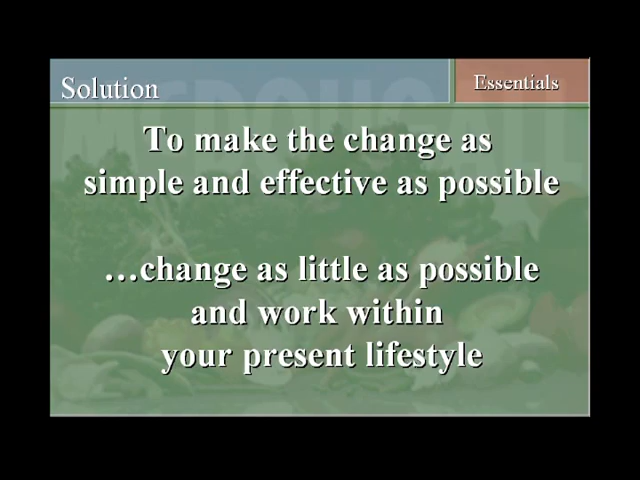 Solution
Essentials
McDOUGALL
To make the change as
simple and effective as possible
…change as little as possible
and work within
your present lifestyle